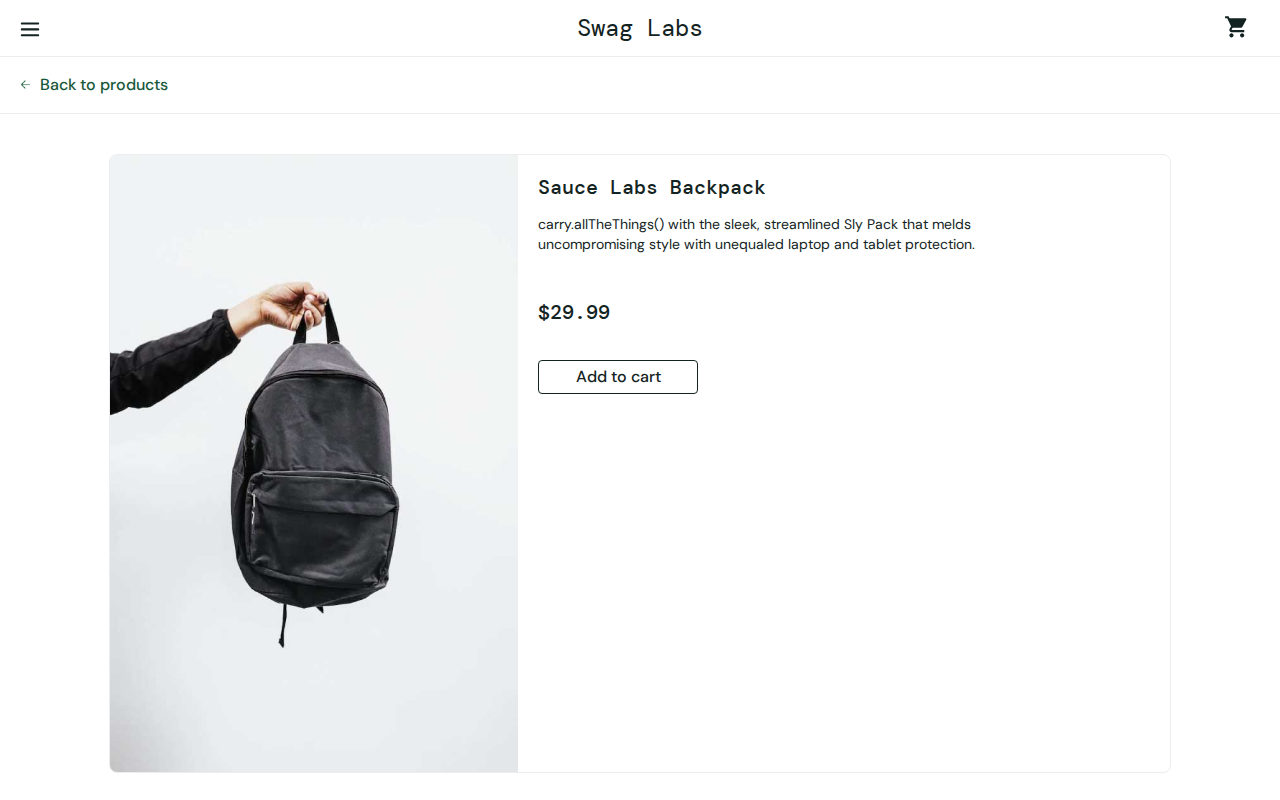 Swag Labs
Back to products
Sauce Labs Backpack
carry.allTheThings() with the sleek, streamlined Sly Pack that melds
uncompromising style with unequaled laptop and tablet protection.
$29.99
Add to cart